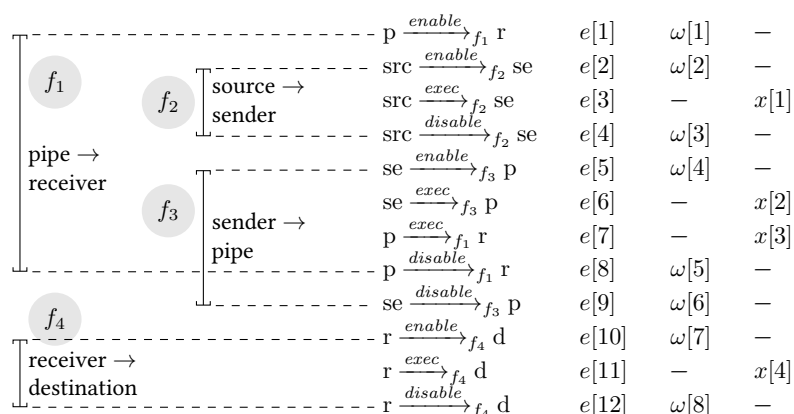 p enable f1 r e[1] ω[1] –
f1
src enable f2 se e[2] ω[2] –
f2
source →
sender
src exec f2 se e[3] – x[1]
src disable f2 se e[4] ω[3] –
pipe →
receiver
se enable f3 p e[5] ω[4] –
f3
sender →
pipe
se exec f3 p e[6] – x[2]
p exec f1 r e[7] – x[3]
p disable f1 r e[8] ω[5] –
se disable f3 p e[9] ω[6] –
f4
r enable f4 d e[10] ω[7] –
receiver →
destination
r exec f4 d e[11] – x[4]
r disable f4 d e[12] ω[8] –